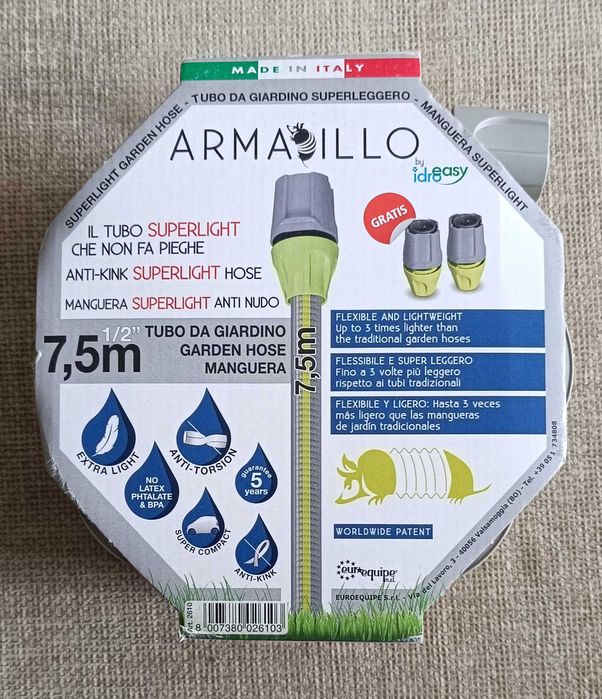 MADE IN ITALY
SUPERLIGHT GARDEN HOSE - TUBO DA GIARDINO SUPERLEGGERO - MANGUERA SUPERLIGHT
ARMADILLO
by
idroeasy
GRATIS
IL TUBO SUPERLIGHT
CHE NON FA PIEGHE
ANTI-KINK SUPERLIGHT HOSE
MANGUERA SUPERLIGHT ANTI NUDO
1/2"
7,5m
TUBO DA GIARDINO
GARDEN HOSE
MANGUERA
7,5m
FLEXIBLE AND LIGHTWEIGHT
Up to 3 times lighter than
the traditional garden hoses
FLESSIBILE E SUPER LEGGERO
Fino a 3 volte più leggero
rispetto ai tubi tradizionali
FLEXIBILE Y LIGERO: Hasta 3 veces
más ligero que las mangueras
de jardín tradicionales
EXTRA LIGHT
ANTI-TORSION
NO
LATEX
PHTALATE
& BPA
guarantee
5
years
SUPER COMPACT
ANTI-KINK
WORLDWIDE PATENT
euroequipe
s.r.l.
EUROEQUIPE S.r.l. - Via del Lavoro, 3 - 40056 Valsamoggia (BO) - Tel. +39 051 734808
Art. 2610
8 007380 026103